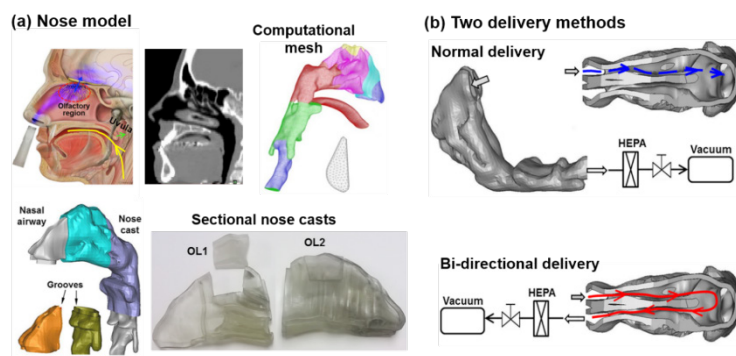 (a) Nose model
Computational
mesh
Olfactory
region
Uvula
Nasal
airway
Nose
cast
Grooves
Sectional nose casts
OL1
OL2
(b) Two delivery methods
Normal delivery
HEPA
Vacuum
Bi-directional delivery
Vacuum
HEPA